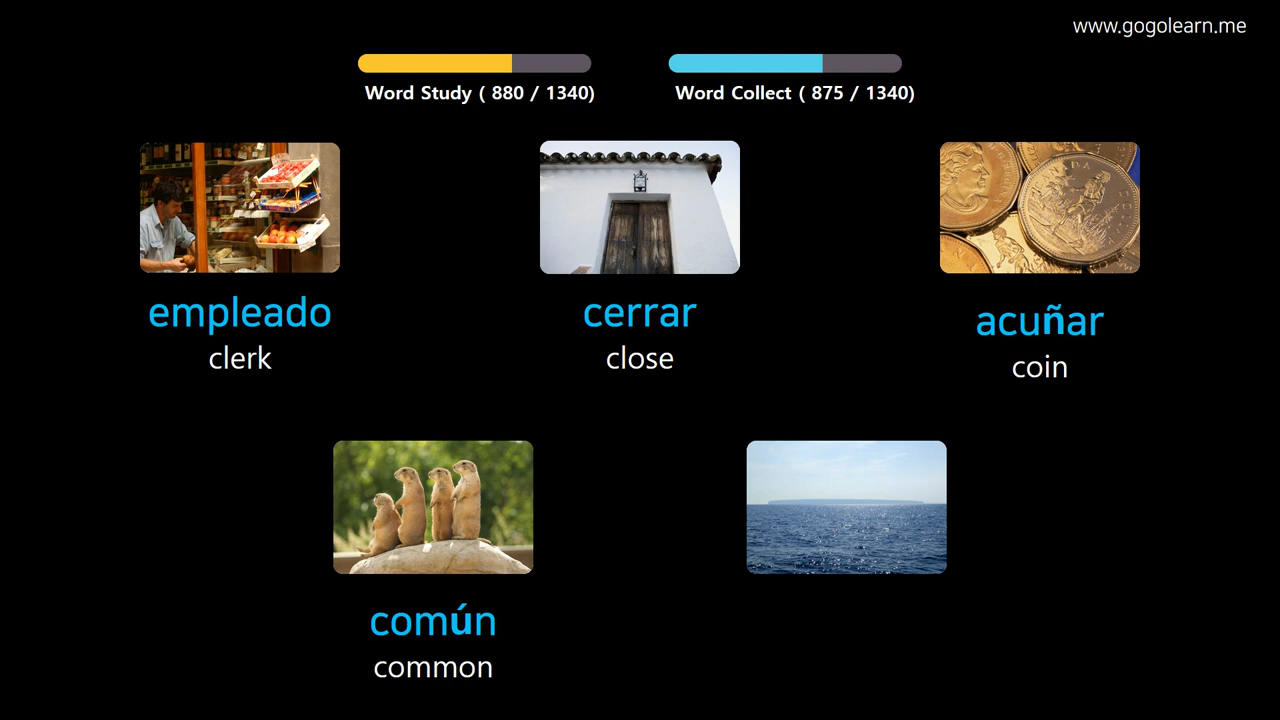 www.gogolearn.me
Word Study ( 880 / 1340)
Word Collect ( 875 / 1340)
empleado
clerk
cerrar
close
acuñar
coin
común
common